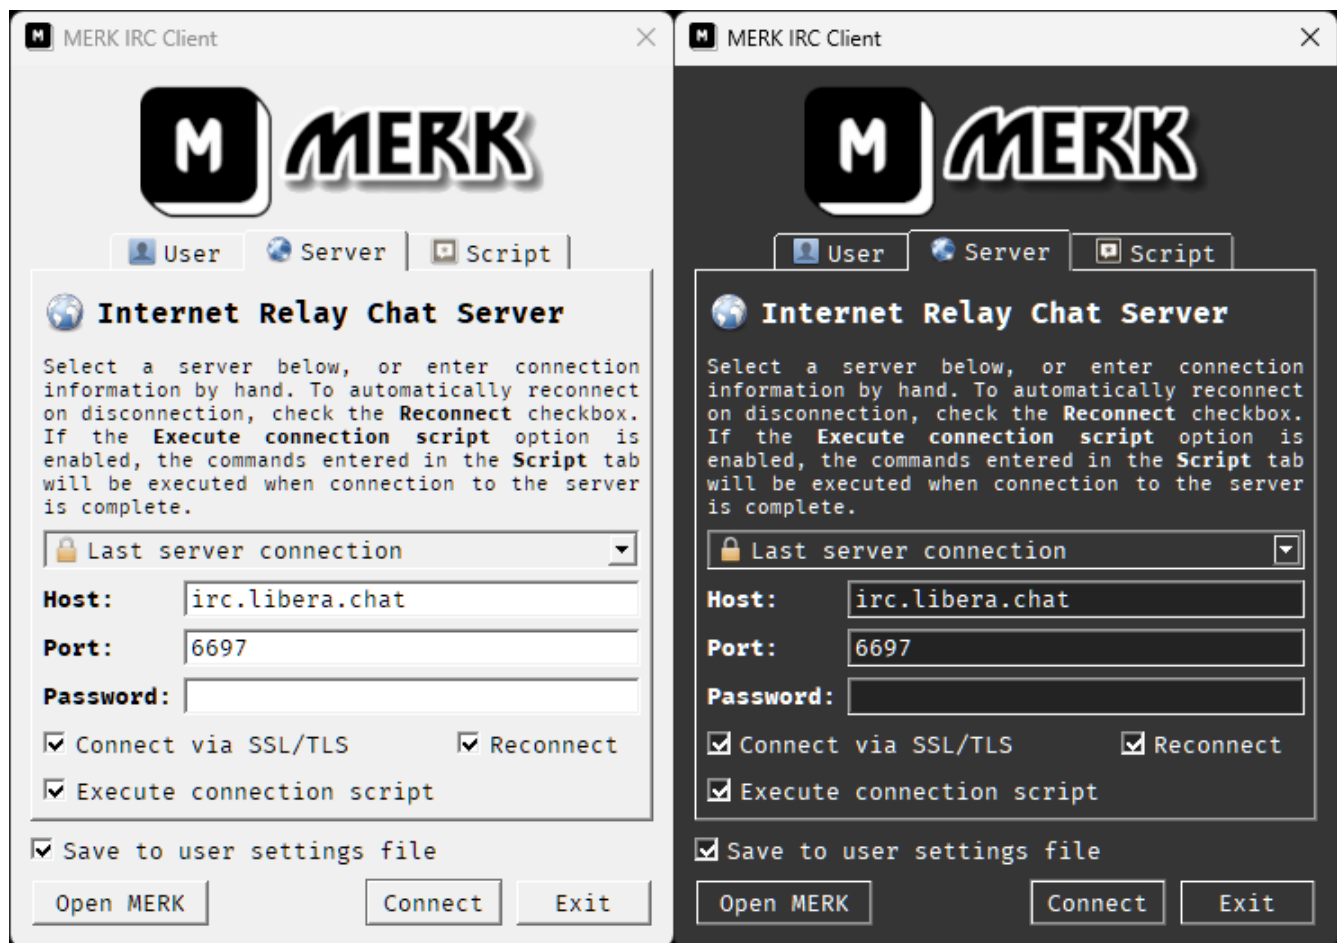 MERK IRC Client
M MERK
User Server Script
Internet Relay Chat Server
Select a server below, or enter connection
information by hand. To automatically reconnect
on disconnection, check the Reconnect checkbox.
If the Execute connection script option is
enabled, the commands entered in the Script tab
will be executed when connection to the server
is complete.
Last server connection
Host: irc.libera.chat
Port: 6697
Password:
Connect via SSL/TLS Reconnect
Execute connection script
Save to user settings file
Open MERK Connect Exit
MERK IRC Client
M MERK
User Server Script
Internet Relay Chat Server
Select a server below, or enter connection
information by hand. To automatically reconnect
on disconnection, check the Reconnect checkbox.
If the Execute connection script option is
enabled, the commands entered in the Script tab
will be executed when connection to the server
is complete.
Last server connection
Host: irc.libera.chat
Port: 6697
Password:
Connect via SSL/TLS Reconnect
Execute connection script
Save to user settings file
Open MERK Connect Exit